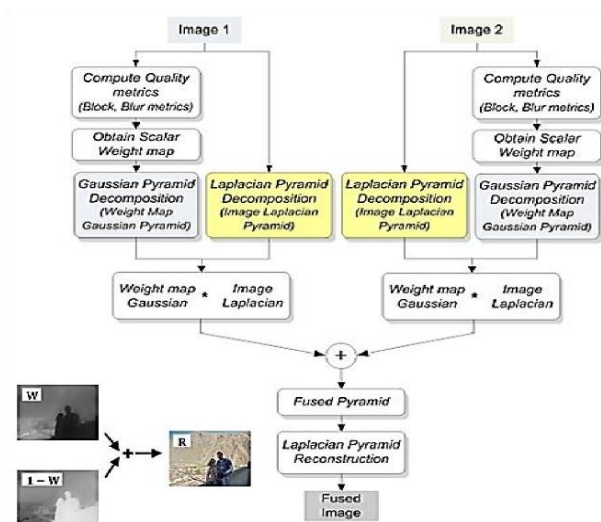 Image 1
Image 2
Compute Quality
metrics
(Block, Blur metrics)
Compute Quality
metrics
(Block, Blur metrics)
Obtain Scalar
Weight map
Obtain Scalar
Weight map
Gaussian Pyramid
Decomposition
(Weight Map
Gaussian Pyramid)
Laplacian Pyramid
Decomposition
(Image Laplacian
Pyramid)
Laplacian Pyramid
Decomposition
(Image Laplacian
Pyramid)
Gaussian Pyramid
Decomposition
(Weight Map
Gaussian Pyramid)
Weight map * Image
Gaussian Laplacian
Weight map * Image
Gaussian Laplacian
+
Fused Pyramid
Laplacian Pyramid
Reconstruction
Fused
Image
W
+
R
1 - W